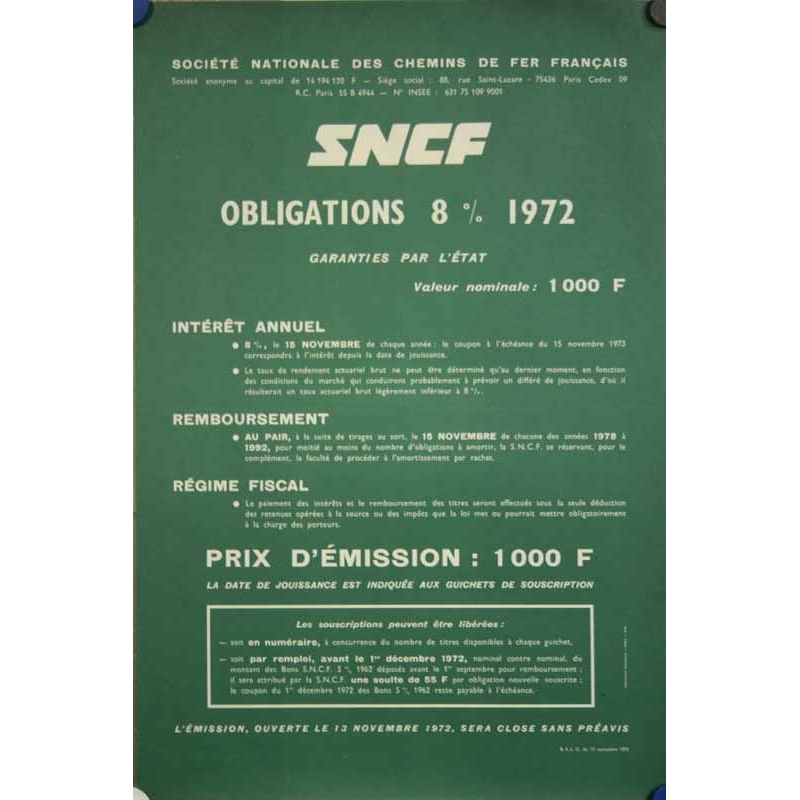 SOCIÉTÉ NATIONALE DES CHEMINS DE FER FRANÇAIS
Société anonyme au capital de 14 194 120 F — Siège social : 88, rue Saint-Lazare - 75436 Paris Cedex 09
R.C. Paris 55 B 4944 — N° INSEE : 631 75 109 9001
SNCF
OBLIGATIONS 8 % 1972
GARANTIES PAR L'ÉTAT
Valeur nominale : 1 000 F
INTÉRÊT ANNUEL
● 8 %, le 15 NOVEMBRE de chaque année ; le coupon à l'échéance du 15 novembre 1973
correspondra à l'intérêt depuis la date de jouissance.
● Le taux de rendement actuariel brut ne peut être déterminé qu'au dernier moment, en fonction
des conditions du marché qui conduiront probablement à prévoir un différé de jouissance, d'où il
résulterait un taux actuariel brut légèrement inférieur à 8 %.
REMBOURSEMENT
● AU PAIR, à la suite de tirages au sort, le 15 NOVEMBRE de chacune des années 1978 à
1992, pour moitié au moins du nombre d'obligations à amortir, la S.N.C.F. se réservant, pour le
complément, la faculté de procéder à l'amortissement par rachat.
RÉGIME FISCAL
● Le paiement des intérêts et le remboursement des titres seront effectués sous la seule déduction
des retenues opérées à la source ou des impôts que la loi met ou pourrait mettre obligatoirement
à la charge des porteurs.
PRIX D'ÉMISSION : 1 000 F
LA DATE DE JOUISSANCE EST INDIQUÉE AUX GUICHETS DE SOUSCRIPTION
Les souscriptions peuvent être libérées :
— soit en numéraire, à concurrence du nombre de titres disponibles à chaque guichet,
— soit par remploi, avant le 1er décembre 1972, nominal contre nominal, du
montant des Bons S.N.C.F. 5 %, 1962 déposés avant le 1er septembre pour remboursement ;
il sera attribué par la S.N.C.F. une soulte de 55 F par obligation nouvelle souscrite ;
le coupon du 1er décembre 1972 des Bons 5 %, 1962 reste payable à l'échéance.
L'ÉMISSION, OUVERTE LE 13 NOVEMBRE 1972, SERA CLOSE SANS PRÉAVIS
B.A.L.O. du 13 novembre 1972